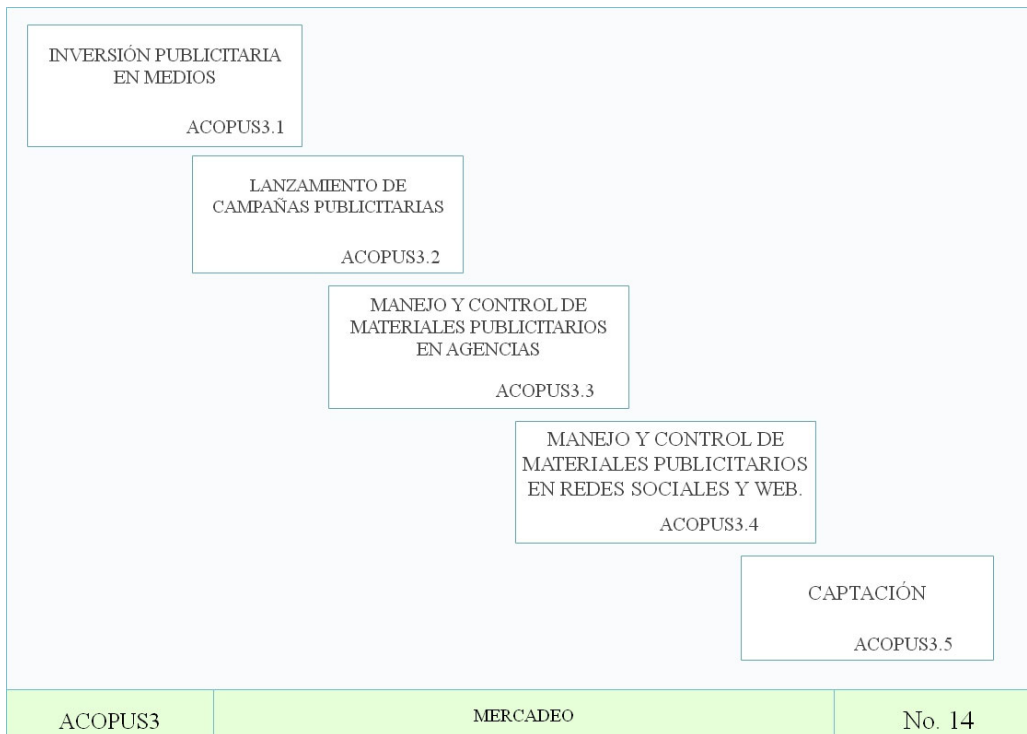 INVERSIÓN PUBLICITARIA
EN MEDIOS
ACOPUS3.1
LANZAMIENTO DE
CAMPAÑAS PUBLICITARIAS
ACOPUS3.2
MANEJO Y CONTROL DE
MATERIALES PUBLICITARIOS
EN AGENCIAS
ACOPUS3.3
MANEJO Y CONTROL DE
MATERIALES PUBLICITARIOS
EN REDES SOCIALES Y WEB.
ACOPUS3.4
CAPTACIÓN
ACOPUS3.5
ACOPUS3
MERCADEO
No. 14